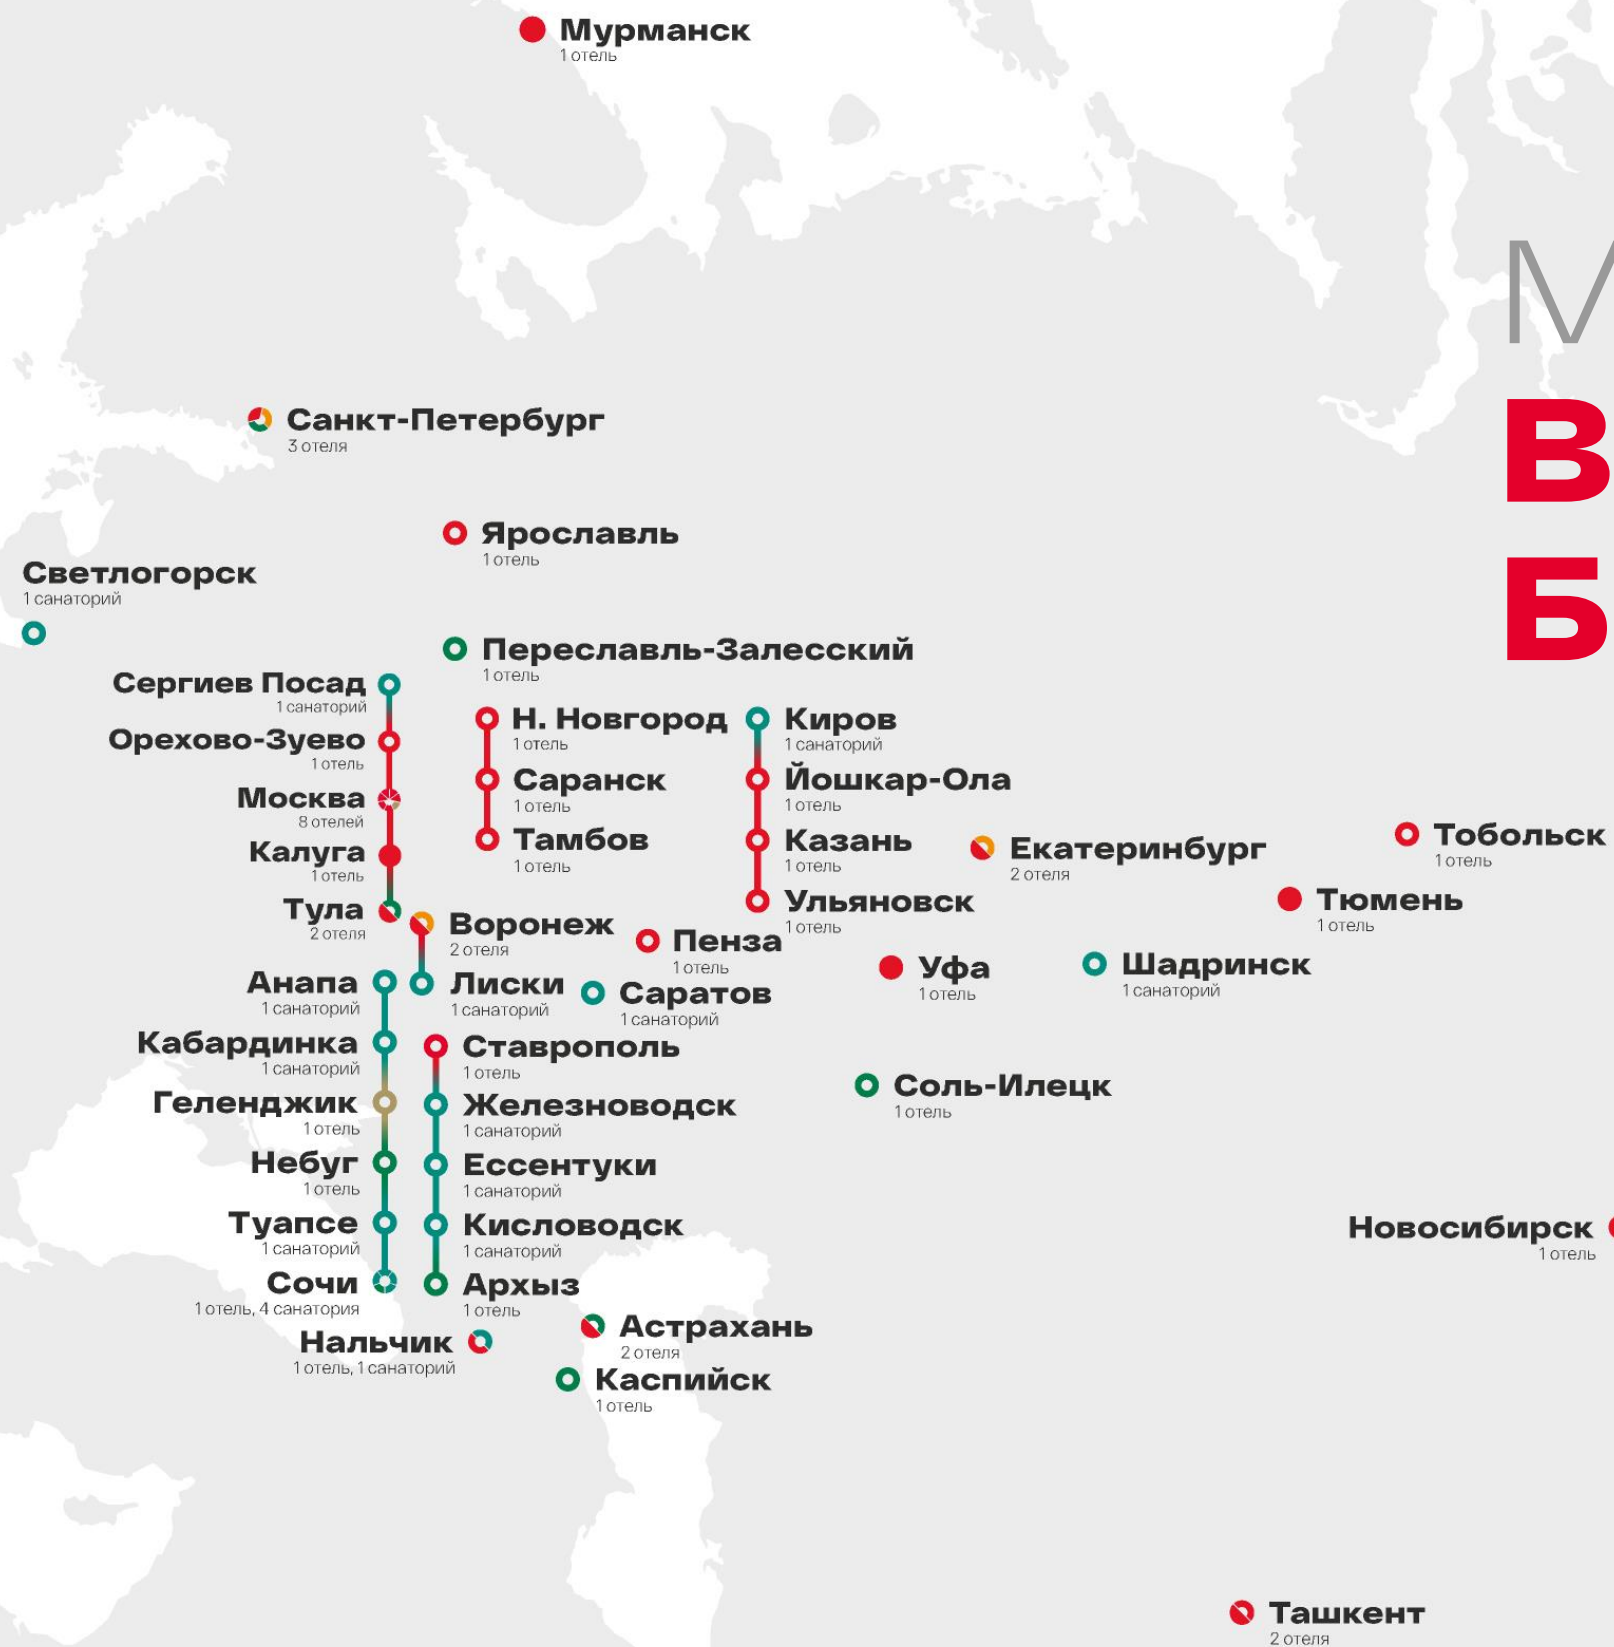 Мурманск
1 отель
Санкт-Петербург
3 отеля
Ярославль
1 отель
Светлогорск
1 санаторий
Переславль-Залесский
1 отель
Сергиев Посад
1 санаторий
Орехово-Зуево
1 отель
Москва
8 отелей
Калуга
1 отель
Тула
2 отеля
Н. Новгород
1 отель
Саранск
1 отель
Тамбов
1 отель
Киров
1 санаторий
Йошкар-Ола
1 отель
Казань
1 отель
Ульяновск
1 отель
Екатеринбург
2 отеля
Тобольск
1 отель
Тюмень
1 отель
Воронеж
2 отеля
Лиски
1 санаторий
Пенза
1 отель
Саратов
1 санаторий
Уфа
1 отель
Шадринск
1 санаторий
Анапа
1 санаторий
Кабардинка
1 санаторий
Геленджик
1 отель
Небуг
1 отель
Туапсе
1 санаторий
Сочи
1 отель, 4 санатория
Ставрополь
1 отель
Железноводск
1 санаторий
Ессентуки
1 санаторий
Кисловодск
1 санаторий
Архыз
1 отель
Соль-Илецк
1 отель
Новосибирск
1 отель
Нальчик
1 отель, 1 санаторий
Астрахань
2 отеля
Каспийск
1 отель
Ташкент
2 отеля
М
В
Б